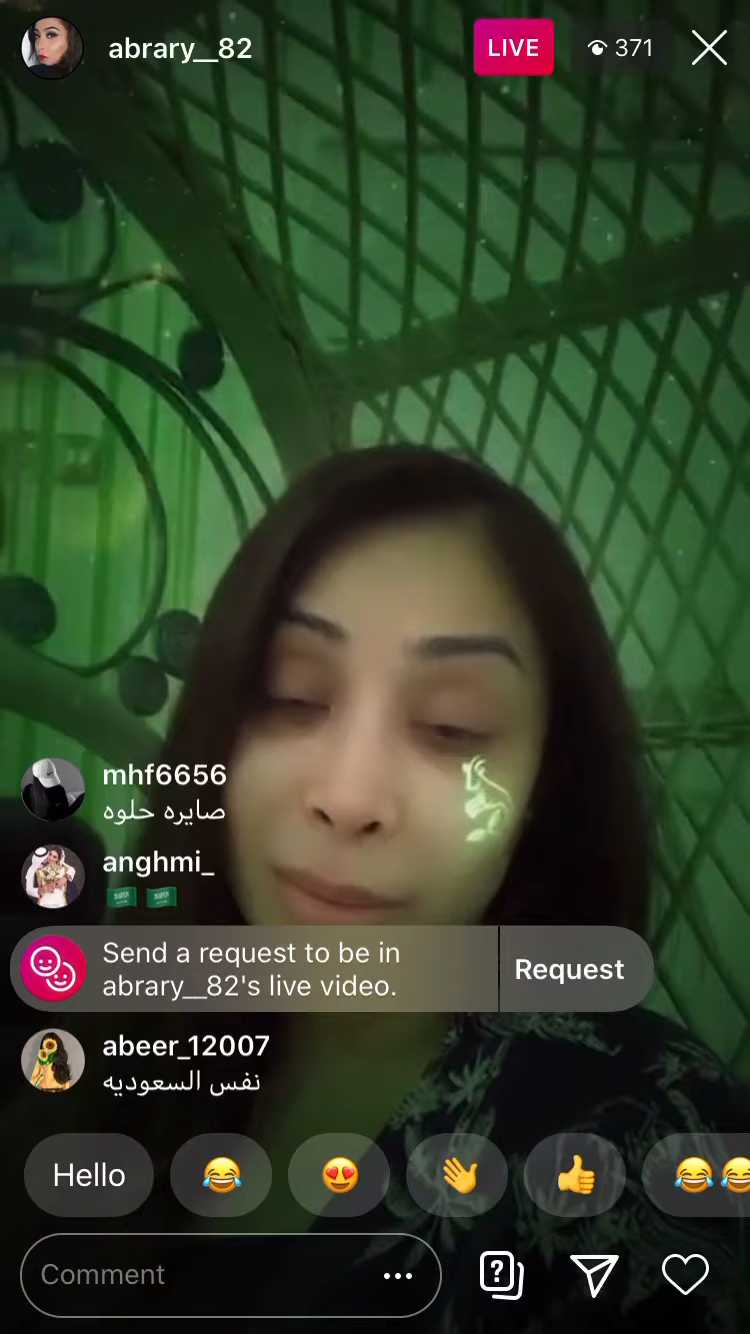 abrary__82
LIVE
371
mhf6656
صايره حلوه
anghmi_
Send a request to be in
abrary__82's live video.
Request
abeer_12007
نفس السعوديه
Hello
Comment